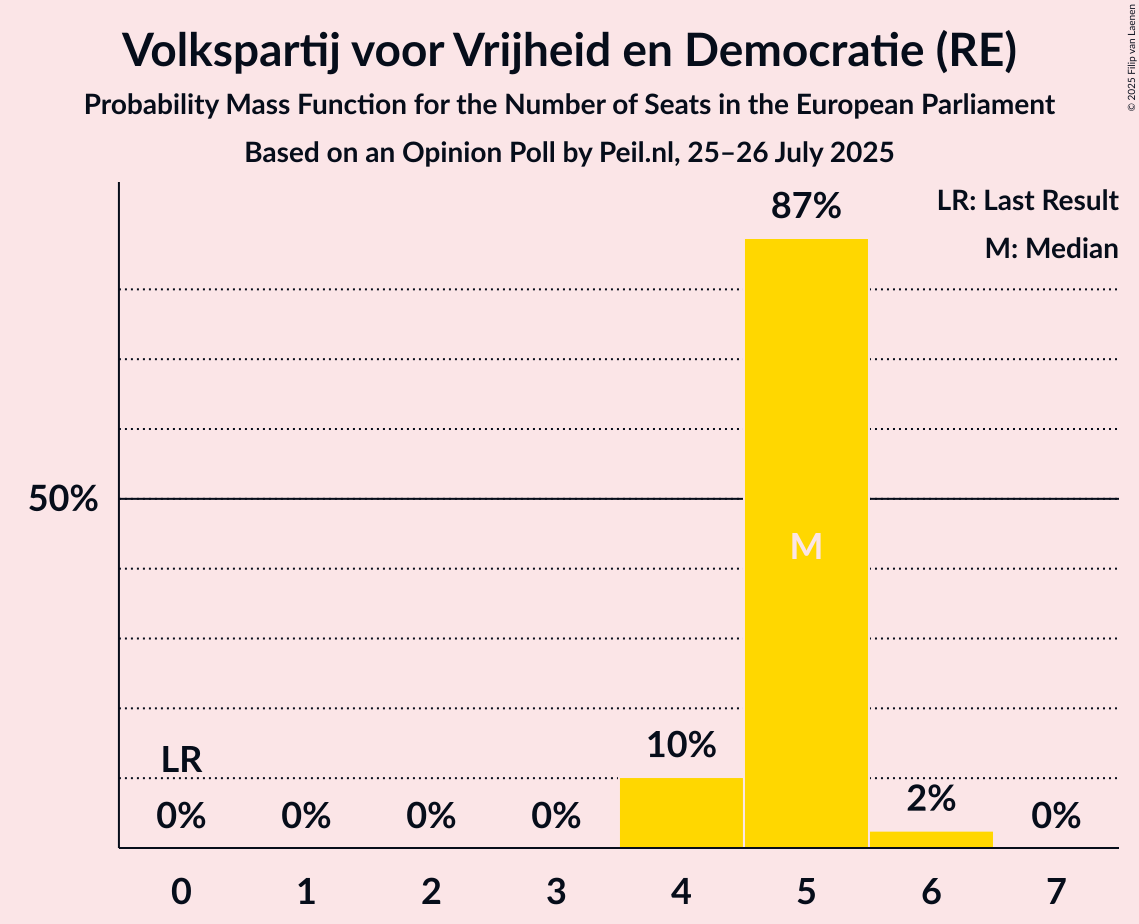 Volkspartij voor Vrijheid en Democratie (RE)
Probability Mass Function for the Number of Seats in the European Parliament
Based on an Opinion Poll by Peil.nl, 25–26 July 2025
© 2025 Filip van Laenen
LR: Last Result
M: Median
87%
50%
M
10%
LR
2%
0%
0%
0%
0%
0%
0
1
2
3
4
5
6
7